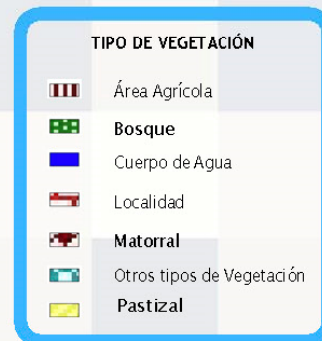 TIPO DE VEGETACIÓN
Área Agrícola
Bosque
Cuerpo de Agua
Localidad
Matorral
Otros tipos de Vegetación
Pastizal